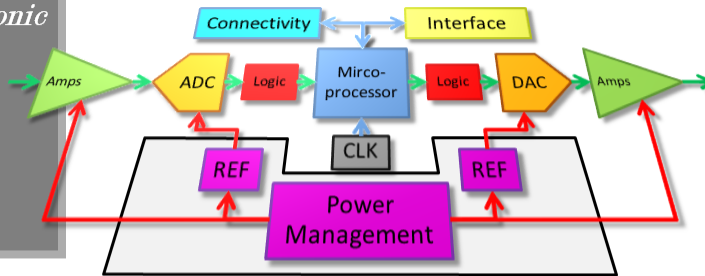 onic
Connectivity
Interface
Amps
ADC
Logic
Mirco-
processor
Logic
DAC
Amps
CLK
REF
REF
Power
Management